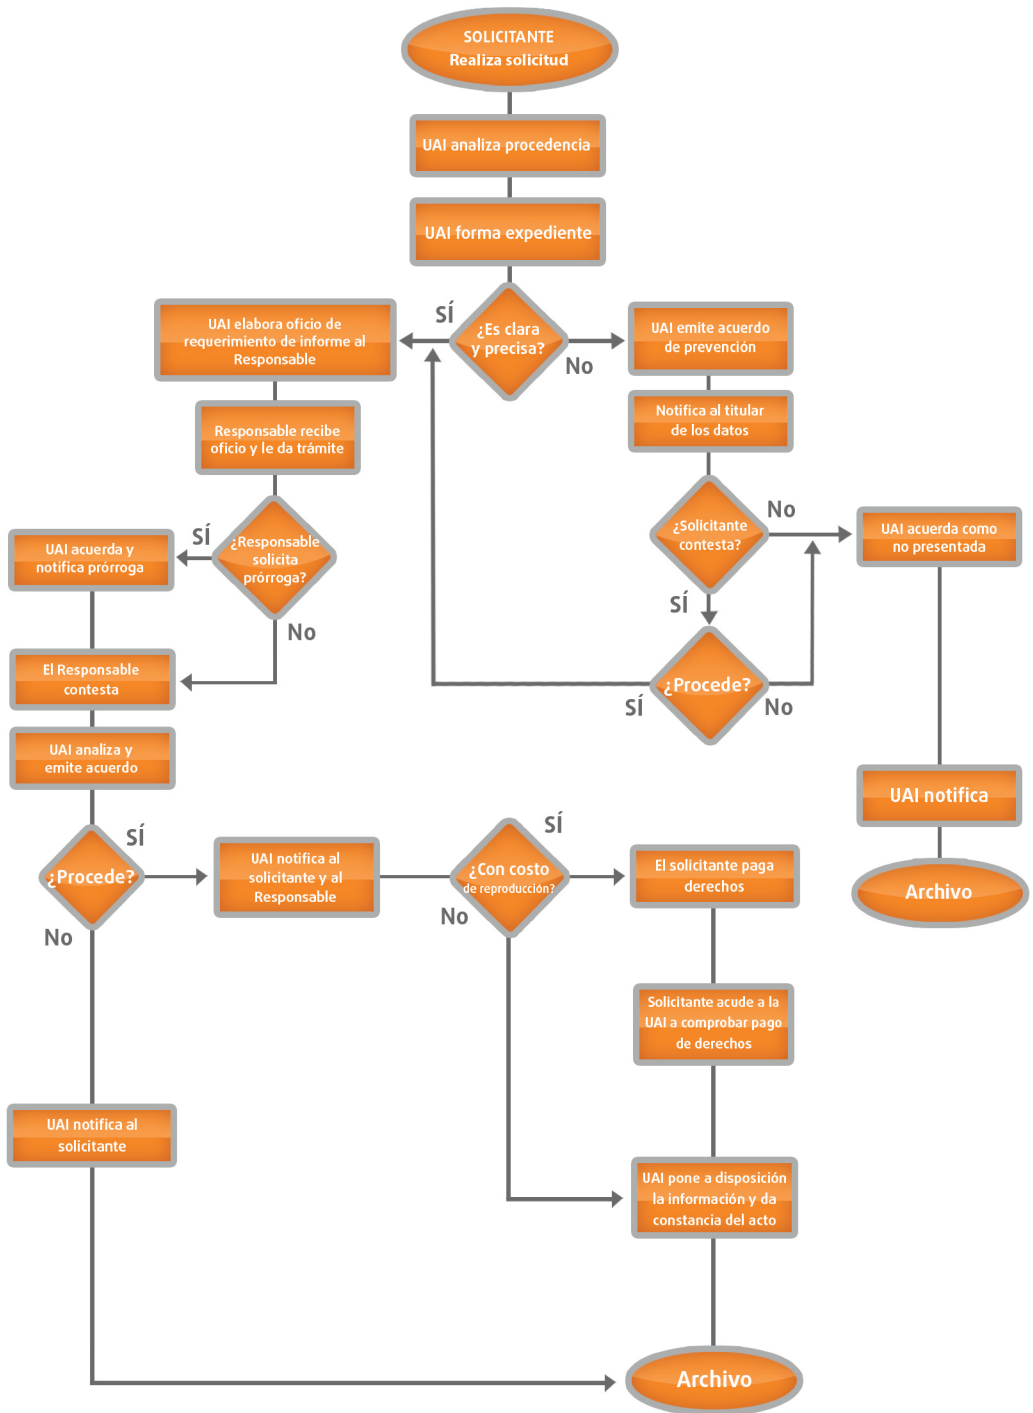 SOLICITANTE
Realiza solicitud
UAI analiza procedencia
UAI forma expediente
¿Es clara
y precisa?
SÍ
No
UAI elabora oficio de
requerimiento de informe al
Responsable
UAI emite acuerdo
de prevención
Responsable recibe
oficio y le da trámite
Notifica al titular
de los datos
¿Responsable
solicita
prórroga?
SÍ
No
¿Solicitante
contesta?
No
SÍ
UAI acuerda como
no presentada
UAI acuerda y
notifica prórroga
El Responsable
contesta
¿Procede?
SÍ
No
UAI analiza y
emite acuerdo
UAI notifica
Archivo
¿Procede?
SÍ
No
UAI notifica al
solicitante y al
Responsable
¿Con costo
de reproducción?
SÍ
No
El solicitante paga
derechos
Solicitante acude a la
UAI a comprobar pago
de derechos
UAI notifica al
solicitante
UAI pone a disposición
la información y da
constancia del acto
Archivo